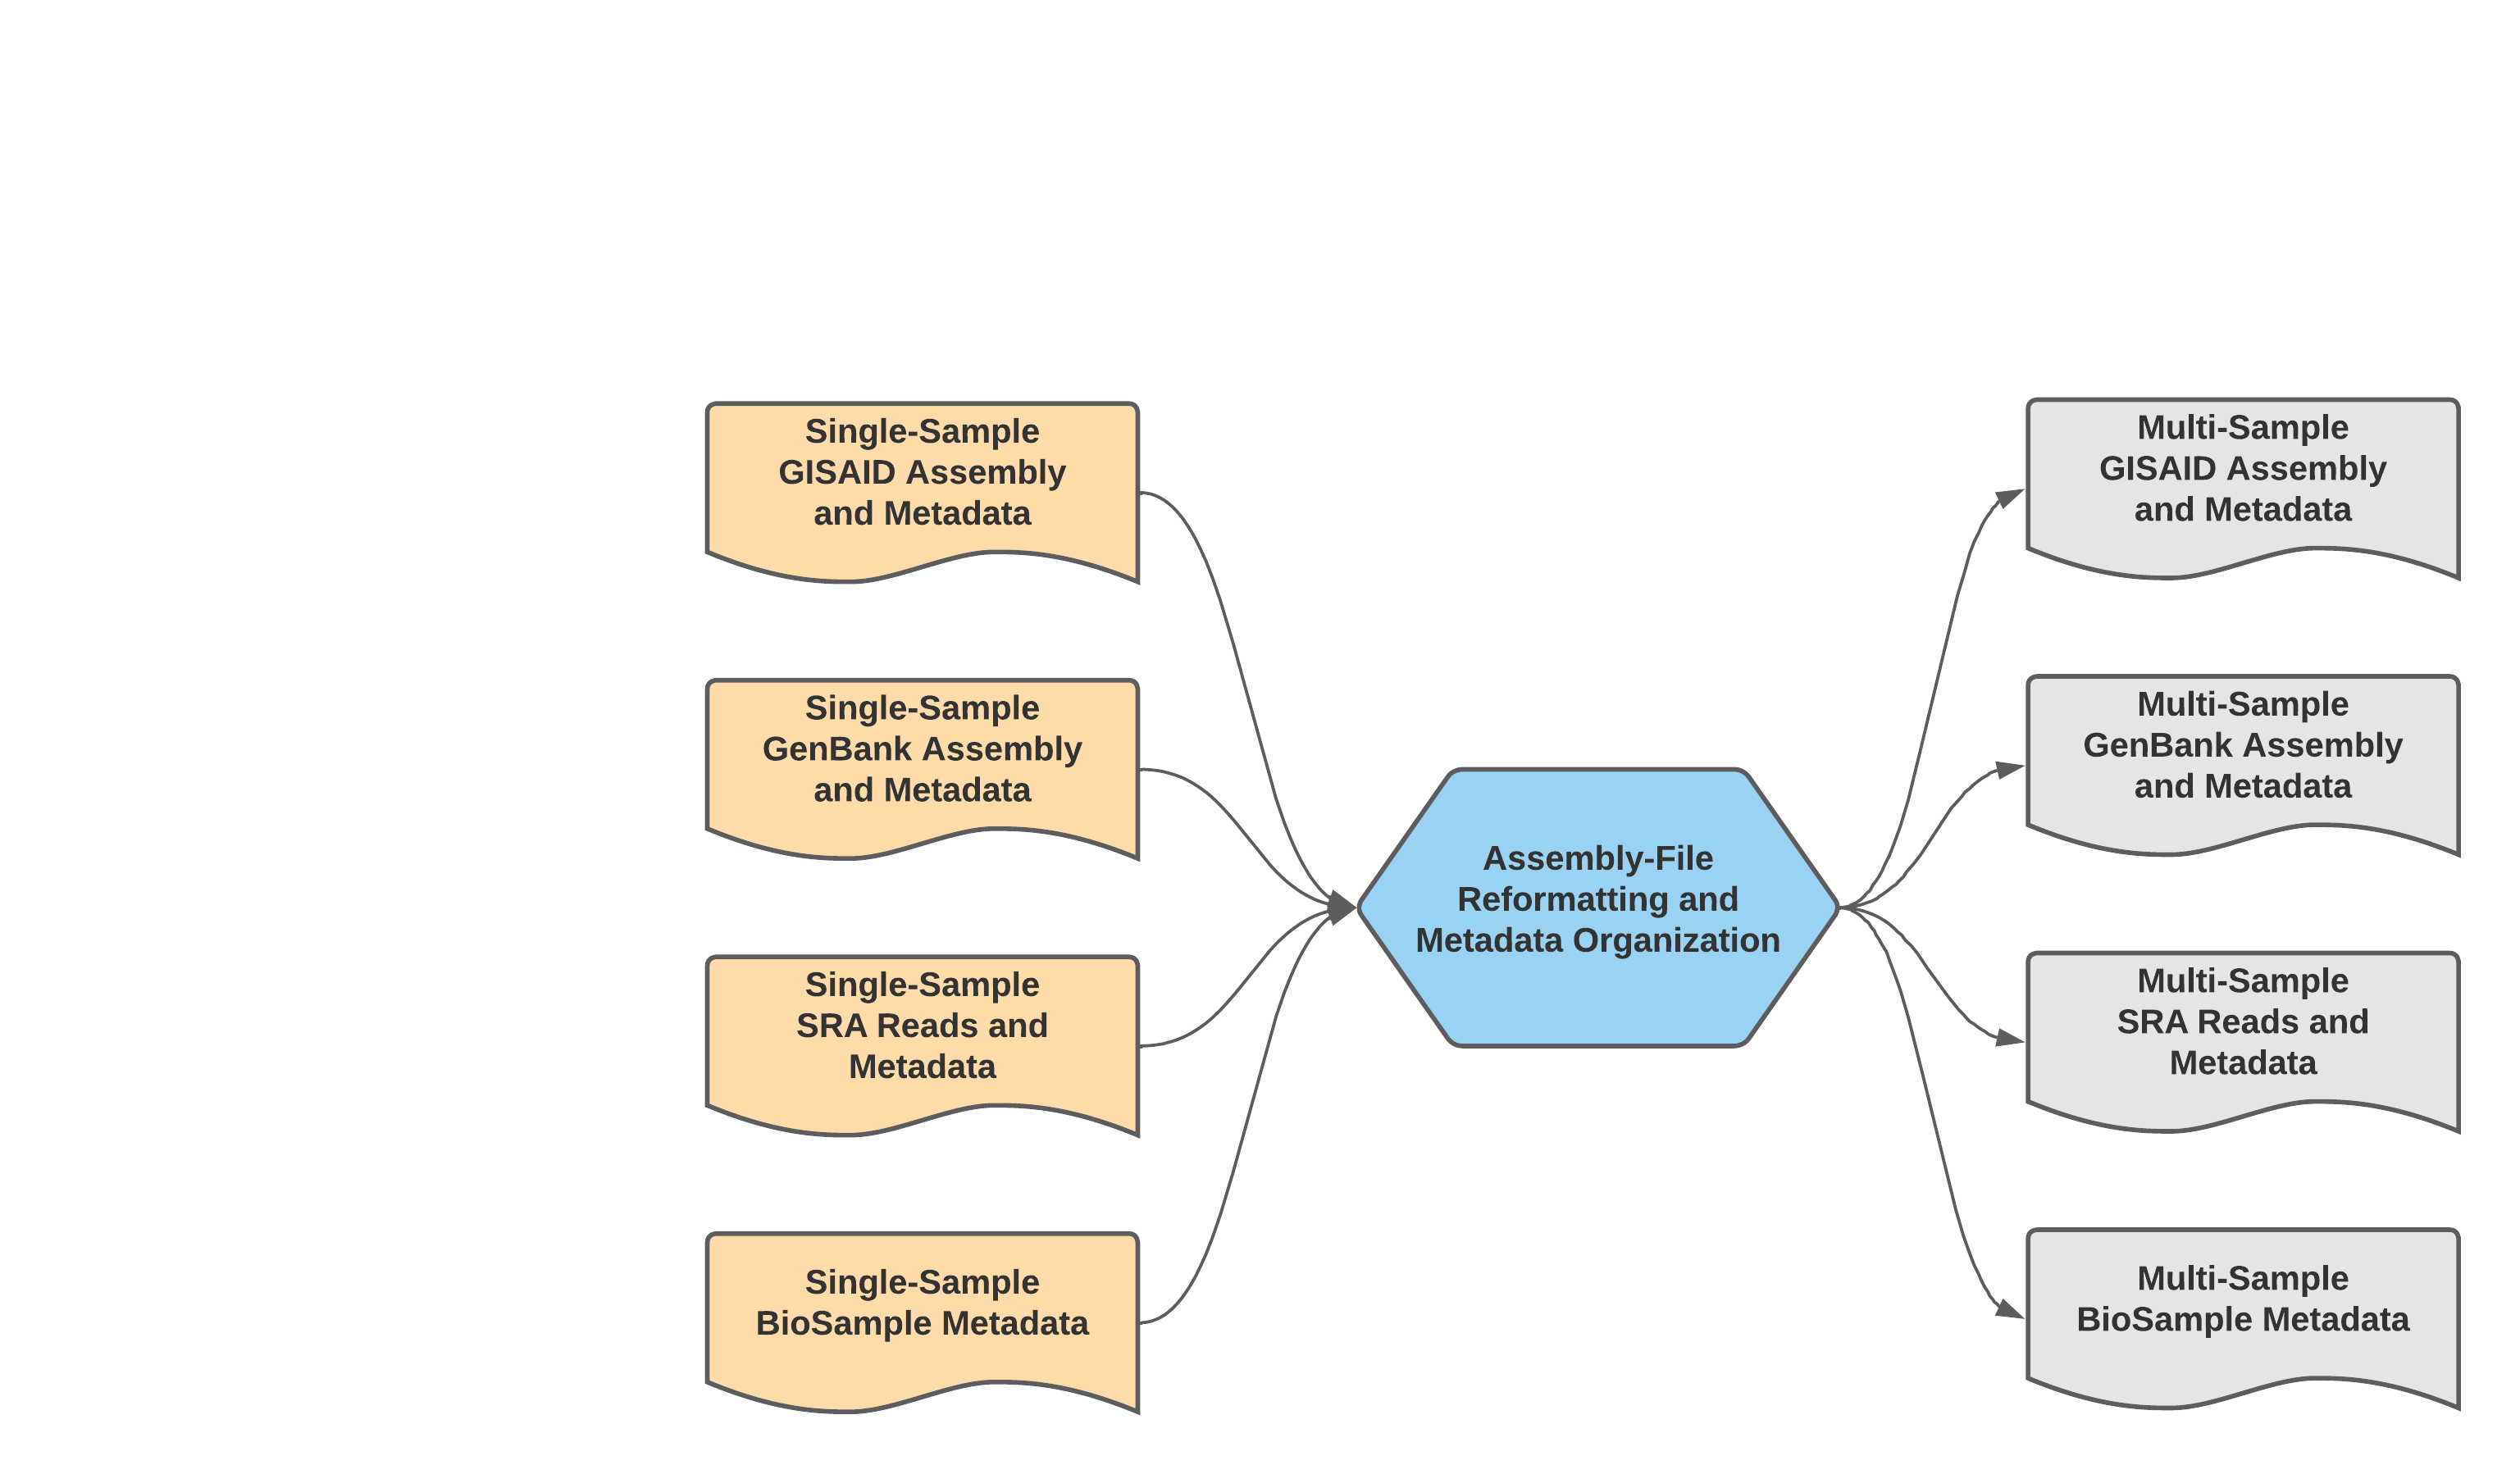 Single-Sample
GISAID Assembly
and Metadata
Single-Sample
GenBank Assembly
and Metadata
Single-Sample
SRA Reads and
Metadata
Single-Sample
BioSample Metadata
Assembly-File
Reformatting and
Metadata Organization
Multi-Sample
GISAID Assembly
and Metadata
Multi-Sample
GenBank Assembly
and Metadata
Multi-Sample
SRA Reads and
Metadata
Multi-Sample
BioSample Metadata